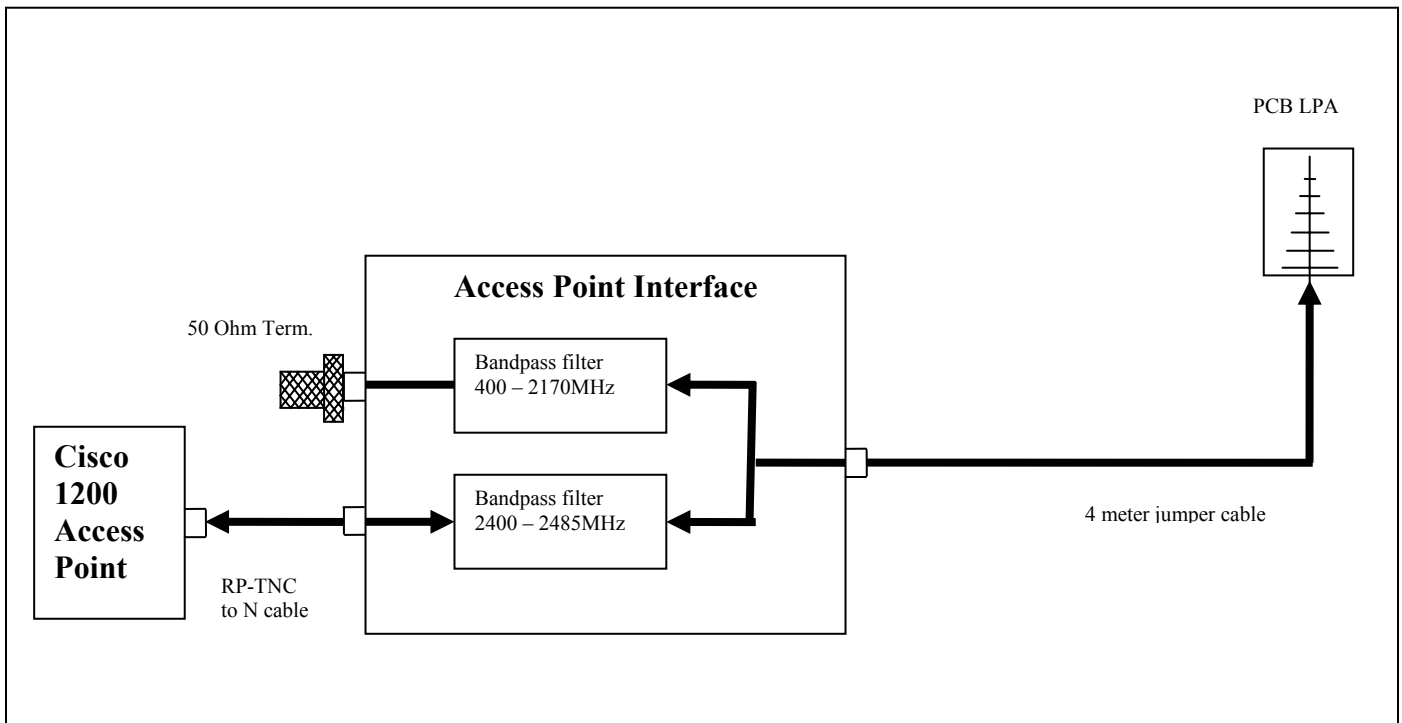 PCB LPA
Access Point Interface
50 Ohm Term.
Bandpass filter
400 – 2170MHz
Cisco
1200
Access
Point
Bandpass filter
2400 – 2485MHz
4 meter jumper cable
RP-TNC
to N cable